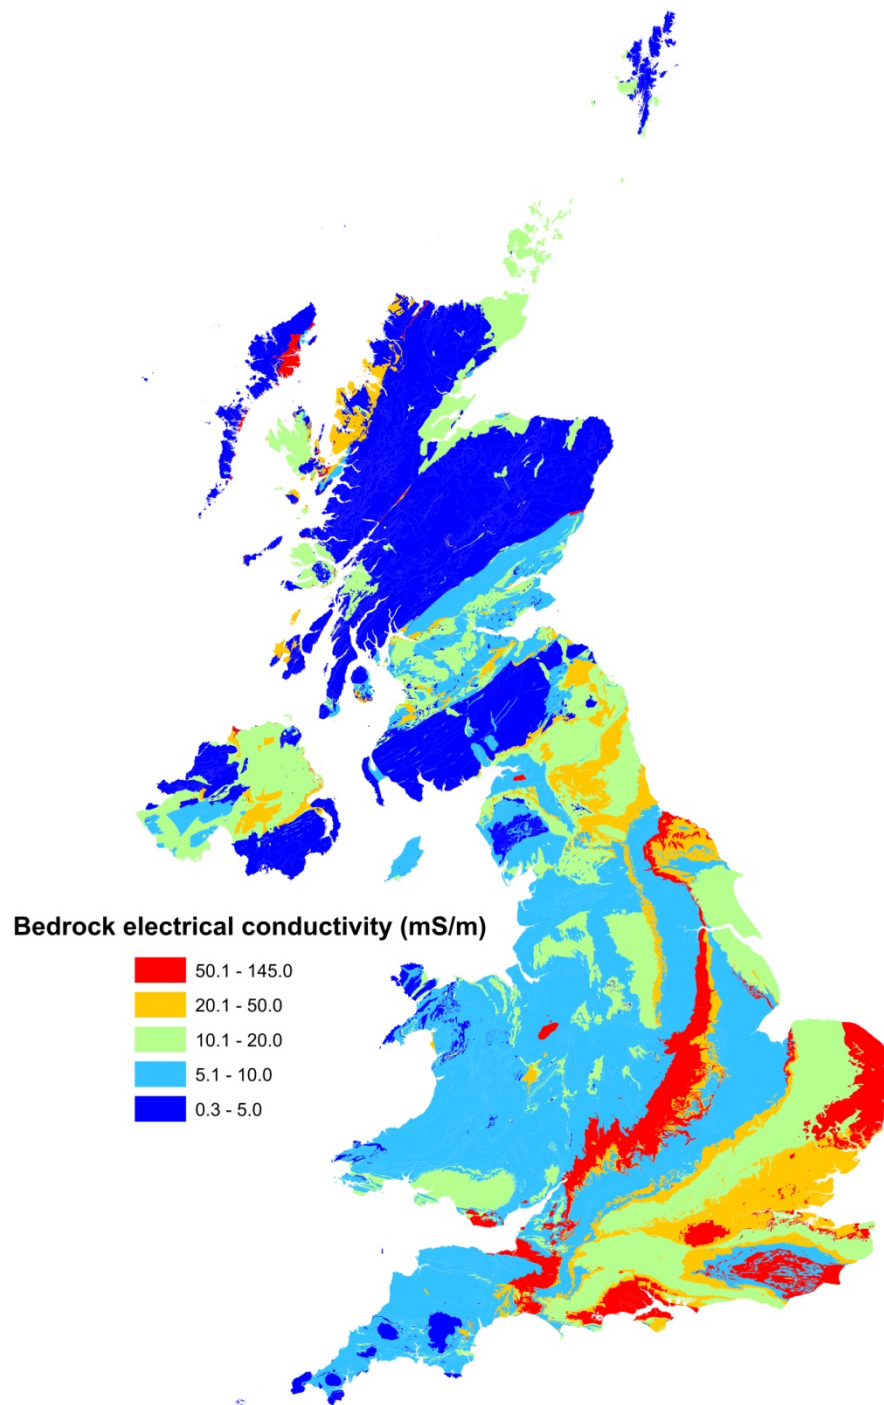 Bedrock electrical conductivity (mS/m)
50.1 - 145.0
20.1 - 50.0
10.1 - 20.0
5.1 - 10.0
0.3 - 5.0